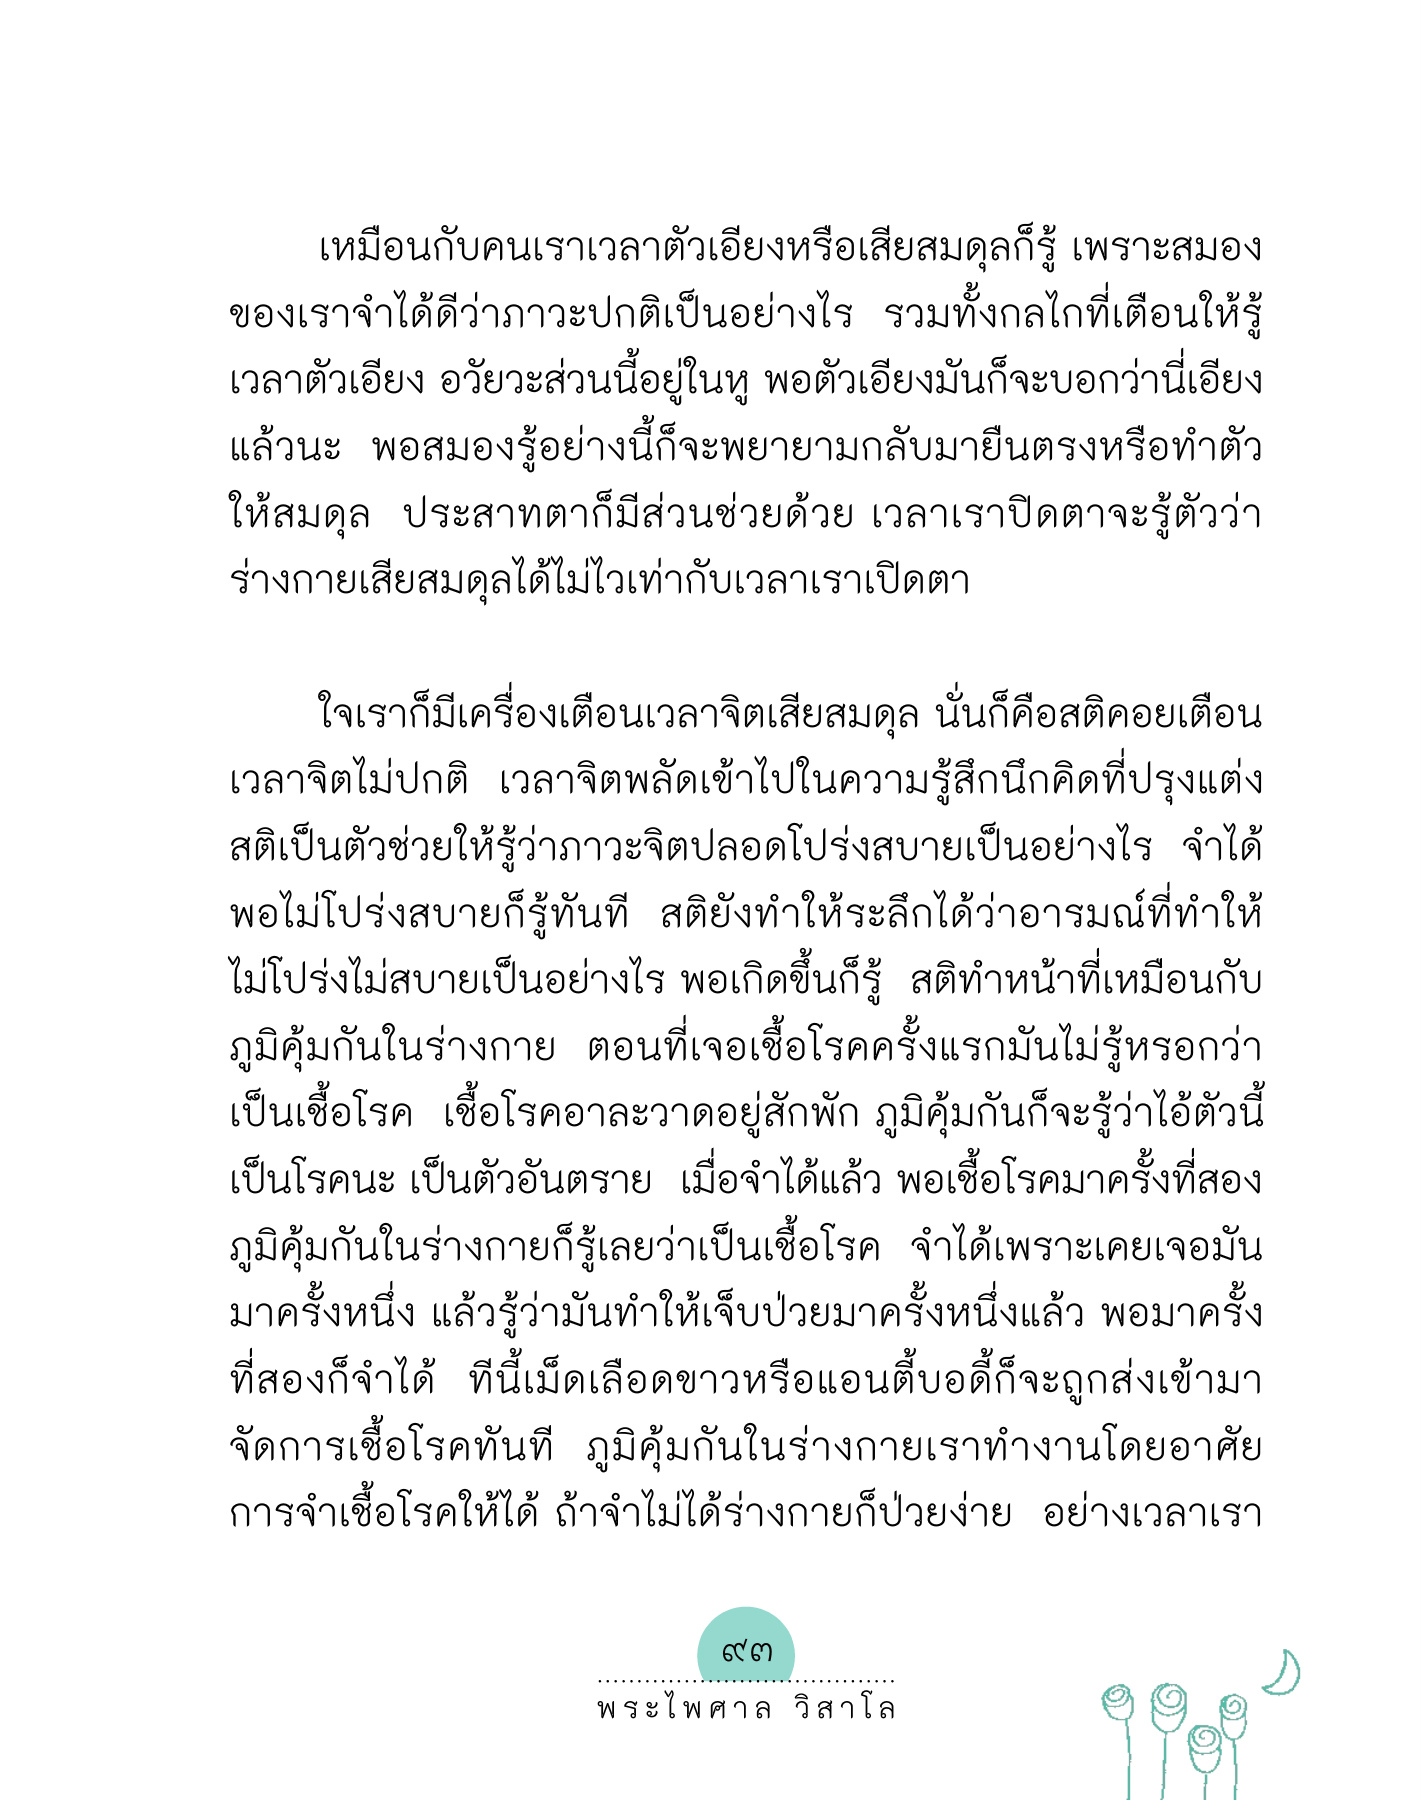 เหมือนกับคนเราเวลาตัวเอียงหรือเสียสมดุลก็รู้ เพราะสมอง
ของเราจำได้ดีว่าภาวะปกติเป็นอย่างไร รวมทั้งกลไกที่เตือนให้รู้
เวลาตัวเอียง อวัยวะส่วนนี้อยู่ในหู พอตัวเอียงมันก็จะบอกว่านี่เอียง
แล้วนะ พอสมองรู้อย่างนี้ก็จะพยายามกลับมายืนตรงหรือทำตัว
ให้สมดุล ประสาทตาก็มีส่วนช่วยด้วย เวลาเราปิดตาจะรู้ตัวว่า
ร่างกายเสียสมดุลได้ไม่ไวเท่ากับเวลาเราเปิดตา
ใจเราก็มีเครื่องเตือนเวลาจิตเสียสมดุล นั่นก็คือสติคอยเตือน
เวลาจิตไม่ปกติ เวลาจิตพลัดเข้าไปในความรู้สึกนึกคิดที่ปรุงแต่ง
สติเป็นตัวช่วยให้รู้ว่าภาวะจิตปลอดโปร่งสบายเป็นอย่างไร จำได้
พอไม่โปร่งสบายก็รู้ทันที สติยังทำให้ระลึกได้ว่าอารมณ์ที่ทำให้
ไม่โปร่งไม่สบายเป็นอย่างไร พอเกิดขึ้นก็รู้ สติทำหน้าที่เหมือนกับ
ภูมิคุ้มกันในร่างกาย ตอนที่เจอเชื้อโรคครั้งแรกมันไม่รู้หรอกว่า
เป็นเชื้อโรค เชื้อโรคอาละวาดอยู่สักพัก ภูมิคุ้มกันก็จะรู้ว่าไอ้ตัวนี้
เป็นโรคนะ เป็นตัวอันตราย เมื่อจำได้แล้ว พอเชื้อโรคมาครั้งที่สอง
ภูมิคุ้มกันในร่างกายก็รู้เลยว่าเป็นเชื้อโรค จำได้เพราะเคยเจอมัน
มาครั้งหนึ่ง แล้วรู้ว่ามันทำให้เจ็บป่วยมาครั้งหนึ่งแล้ว พอมาครั้ง
ที่สองก็จำได้ ทีนี้เม็ดเลือดขาวหรือแอนตี้บอดี้ก็จะถูกส่งเข้ามา
จัดการเชื้อโรคทันที ภูมิคุ้มกันในร่างกายเราทำงานโดยอาศัย
การจำเชื้อโรคให้ได้ ถ้าจำไม่ได้ร่างกายก็ป่วยง่าย อย่างเวลาเรา
๙๓
พระไพศาล วิสาโล